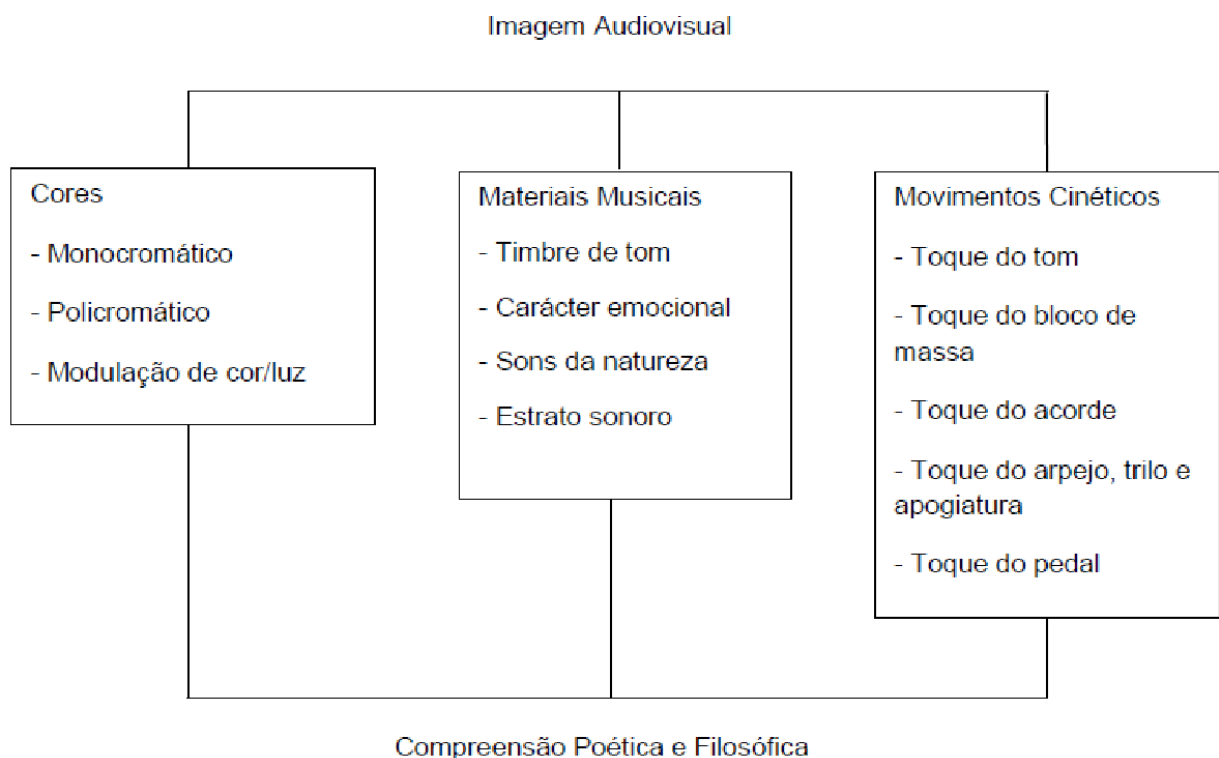 Imagem Audiovisual
Cores
- Monocromático
- Policromático
- Modulação de cor/luz
Materiais Musicais
- Timbre de tom
- Carácter emocional
- Sons da natureza
- Estrato sonoro
Movimentos Cinéticos
- Toque do tom
- Toque do bloco de
massa
- Toque do acorde
- Toque do arpejo, trilo e
apogiatura
- Toque do pedal
Compreensão Poética e Filosófica